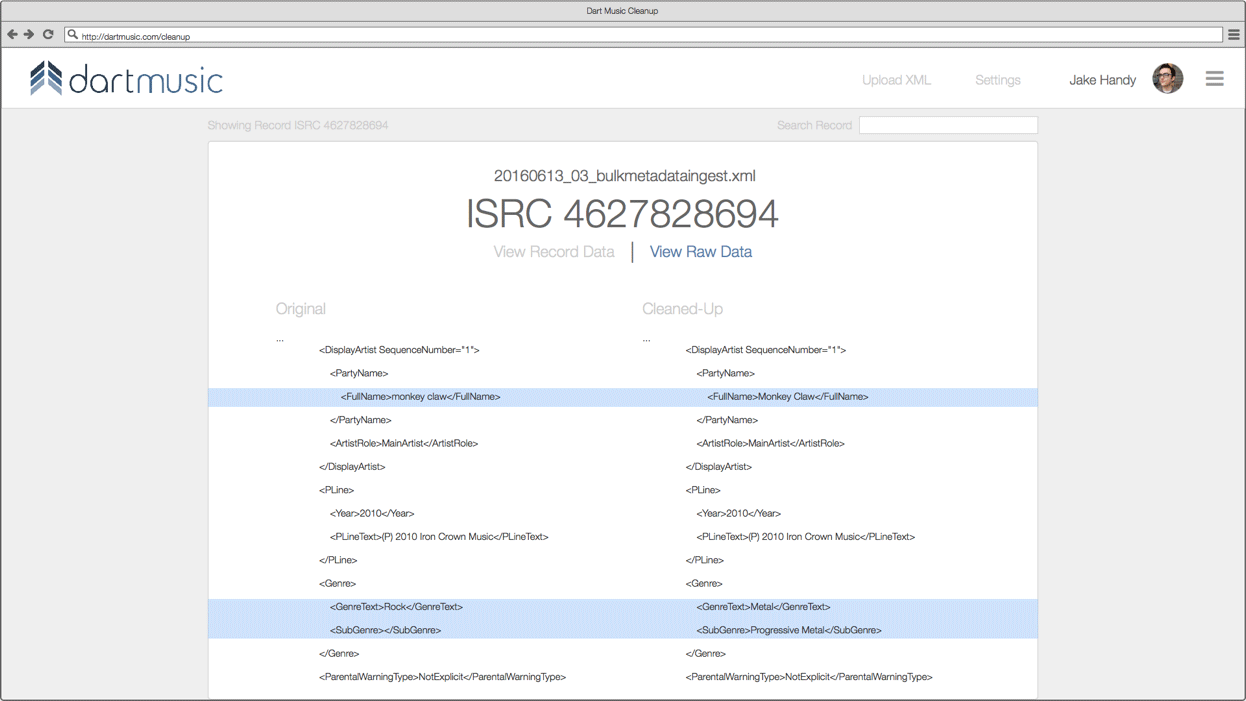 Dart Music Cleanup
http://dartmusic.com/cleanup
dartmusic
Upload XML Settings Jake Handy
Showing Record ISRC 4627828694 Search Record
20160613_03_bulkmetadataingest.xml
ISRC 4627828694
View Record Data | View Raw Data
Original Cleaned-Up
... ...
<DisplayArtist SequenceNumber="1"> <DisplayArtist SequenceNumber="1">
<PartyName> <PartyName>
<FullName>monkey claw</FullName> <FullName>Monkey Claw</FullName>
</PartyName> </PartyName>
<ArtistRole>MainArtist</ArtistRole> <ArtistRole>MainArtist</ArtistRole>
</DisplayArtist> </DisplayArtist>
<PLine> <PLine>
<Year>2010</Year> <Year>2010</Year>
<PLineText>(P) 2010 Iron Crown Music</PLineText> <PLineText>(P) 2010 Iron Crown Music</PLineText>
</PLine> </PLine>
<Genre> <Genre>
<GenreText>Rock</GenreText> <GenreText>Metal</GenreText>
<SubGenre></SubGenre> <SubGenre>Progressive Metal</SubGenre>
</Genre> </Genre>
<ParentalWarningType>NotExplicit</ParentalWarningType> <ParentalWarningType>NotExplicit</ParentalWarningType>